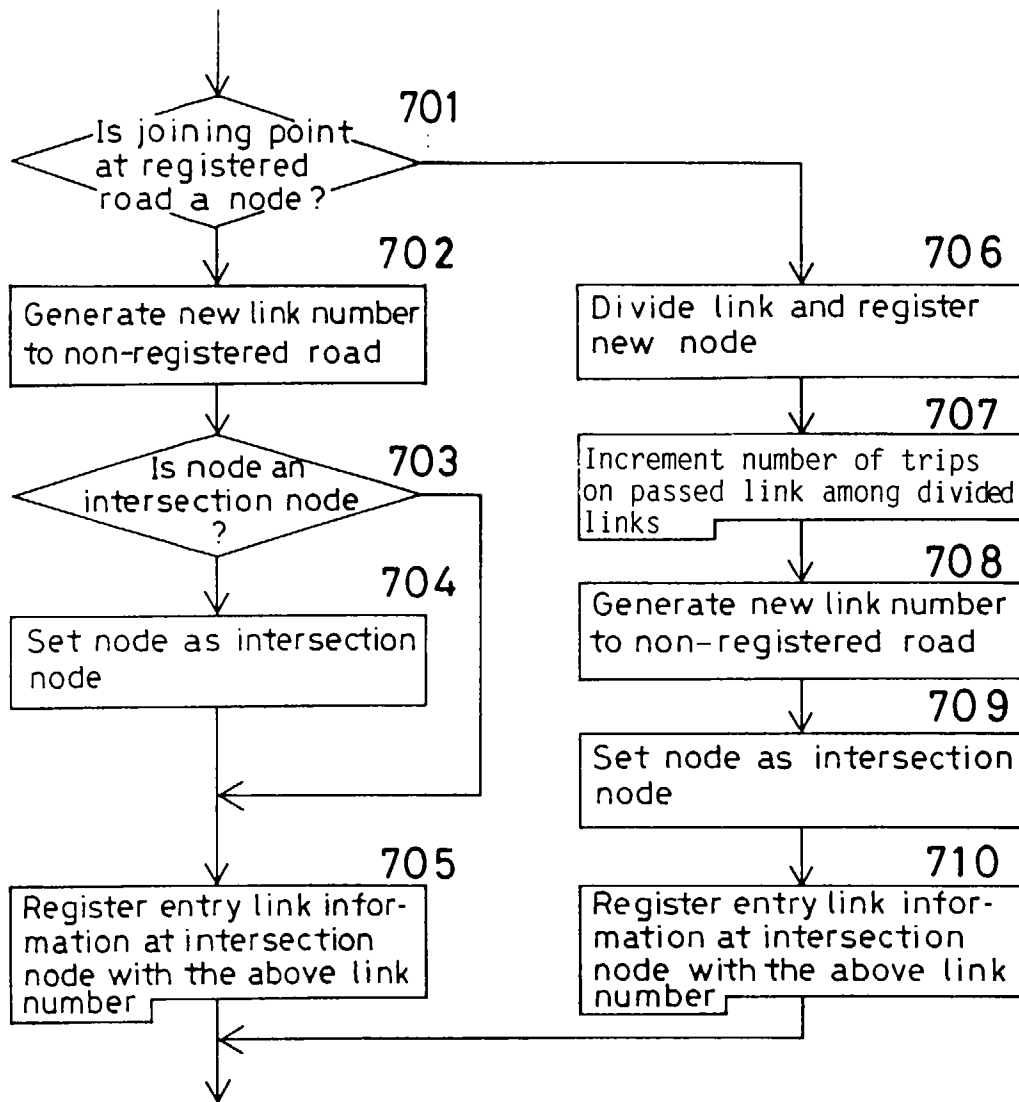 701
Is joining point
at registered
road a node?
702
Generate new link number
to non-registered road
703
Is node an
intersection node
?
704
Set node as intersection
node
705
Register entry link infor-
mation at intersection
node with the above link
number
706
Divide link and register
new node
707
Increment number of trips
on passed link among divided
links
708
Generate new link number
to non-registered road
709
Set node as intersection
node
710
Register entry link infor-
mation at intersection
node with the above link
number